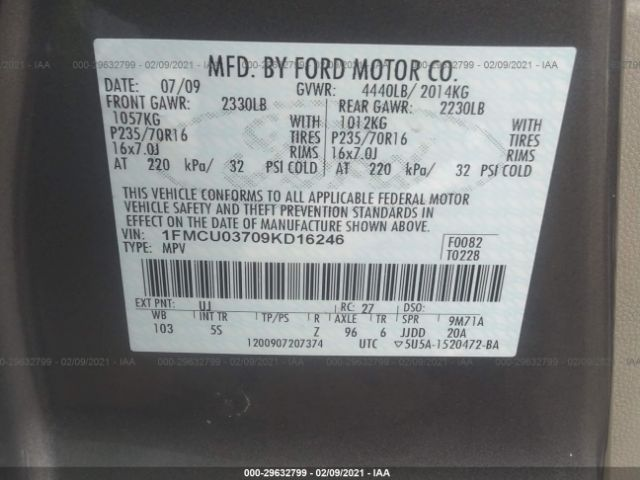 000-29632799 - 02/09/2021 - IAA 000-29632799 - 02/09/2021 - IAA 000-29632799 - 02/09/2021 - IAA
MFD. BY FORD MOTOR CO.
DATE: 07/09 GVWR: 4440LB/ 2014KG
FRONT GAWR: 2330LB REAR GAWR: 2230LB
1057KG WITH 1012KG WITH
P235/70R16 TIRES P235/70R16 TIRES
16x7.0J RIMS 16x7.0J RIMS
AT 220 kPa/ 32 PSI COLD AT 220 kPa/ 32 PSI COLD
THIS VEHICLE CONFORMS TO ALL APPLICABLE FEDERAL MOTOR
VEHICLE SAFETY AND THEFT PREVENTION STANDARDS IN
EFFECT ON THE DATE OF MANUFACTURE SHOWN ABOVE.
VIN: 1FMCU03709KD16246 F0082
TYPE: MPV T0228
EXT PNT: UJ RC: 27 DSO:
WB INT TR TP/PS R AXLE TR SPR 9M71A
103 5S Z 96 6 JJDD 20A
1200907207374 UTC ▽5U5A-1520472-BA
000-29632799 - 02/09/2021 - IAA